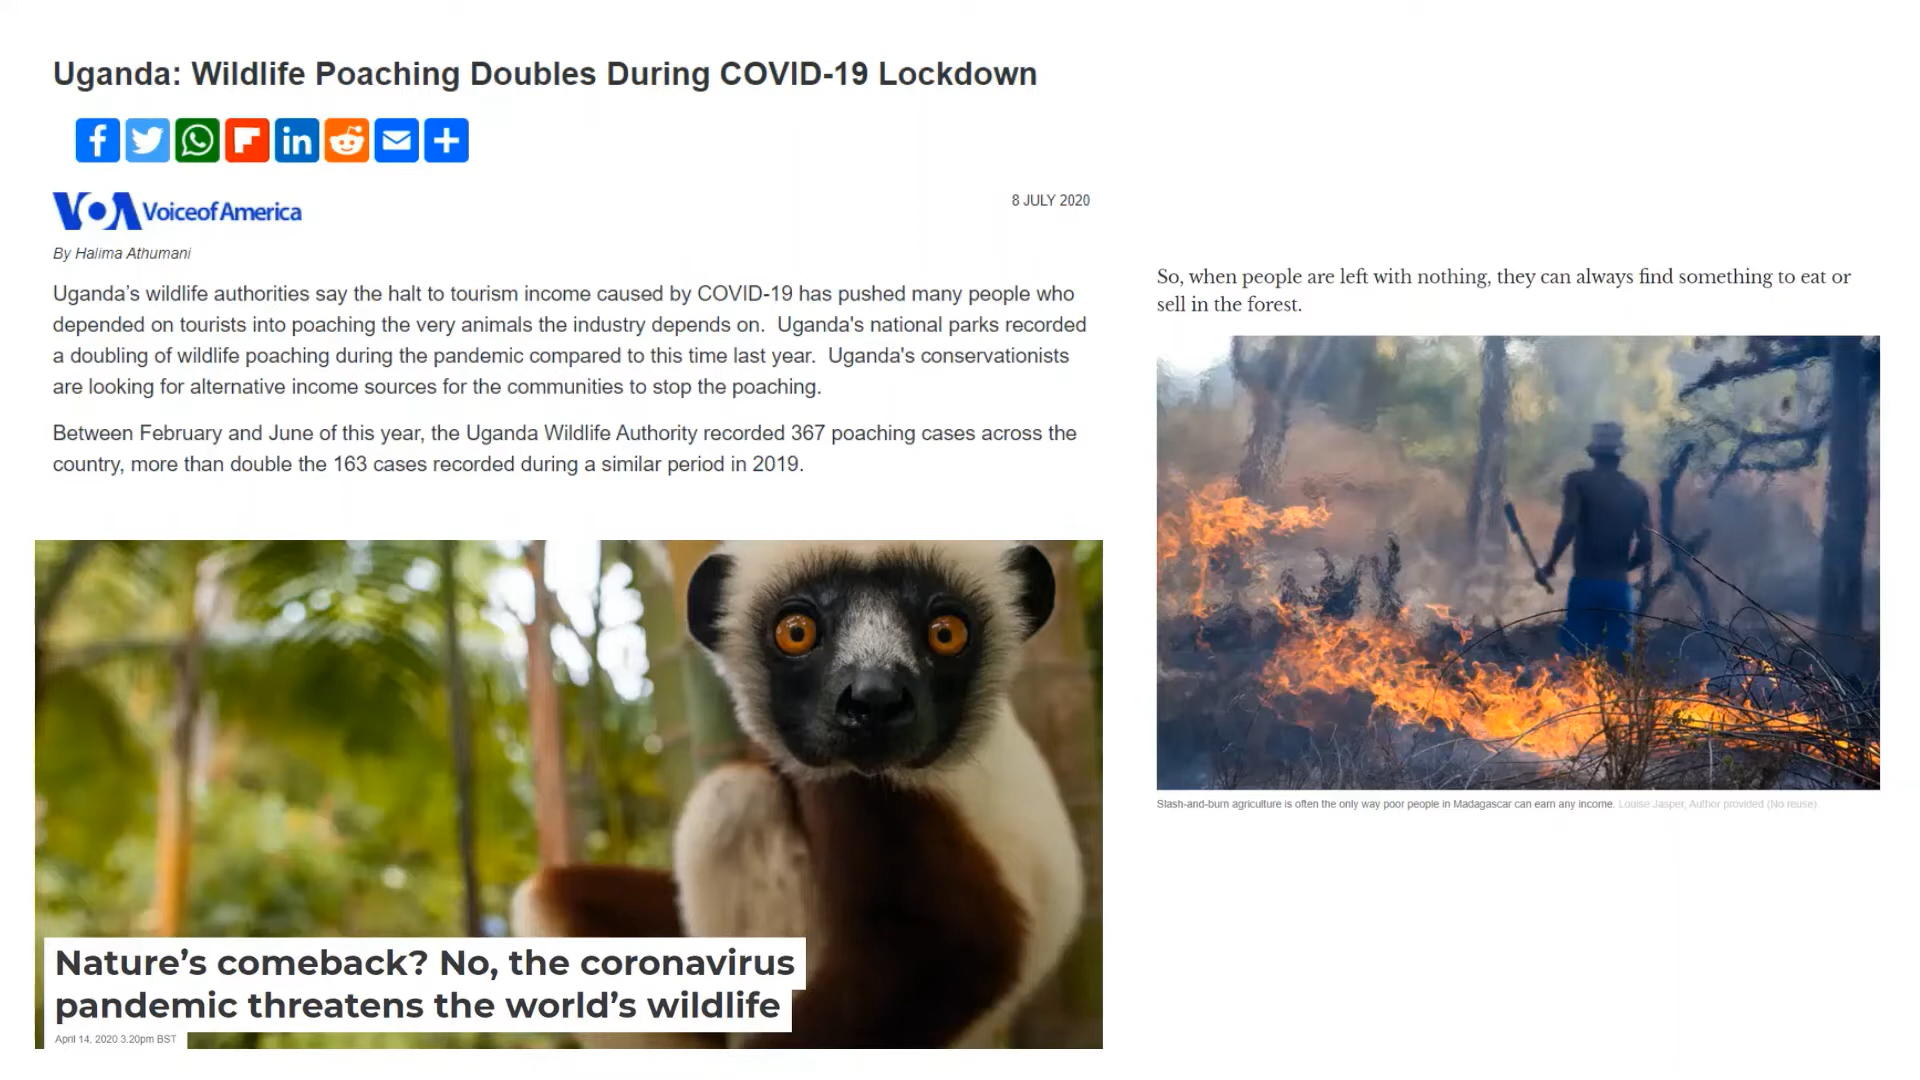 Uganda: Wildlife Poaching Doubles During COVID-19 Lockdown
VOA VoiceofAmerica
8 JULY 2020
By Halima Athumani
Uganda's wildlife authorities say the halt to tourism income caused by COVID-19 has pushed many people who
depended on tourists into poaching the very animals the industry depends on. Uganda's national parks recorded
a doubling of wildlife poaching during the pandemic compared to this time last year. Uganda's conservationists
are looking for alternative income sources for the communities to stop the poaching.
Between February and June of this year, the Uganda Wildlife Authority recorded 367 poaching cases across the
country, more than double the 163 cases recorded during a similar period in 2019.
Nature's comeback? No, the coronavirus
pandemic threatens the world's wildlife
April 14, 2020 3.20pm BST
So, when people are left with nothing, they can always find something to eat or
sell in the forest.
Slash-and-burn agriculture is often the only way poor people in Madagascar can earn any income. Louise Jasper, Author provided (No reuse)